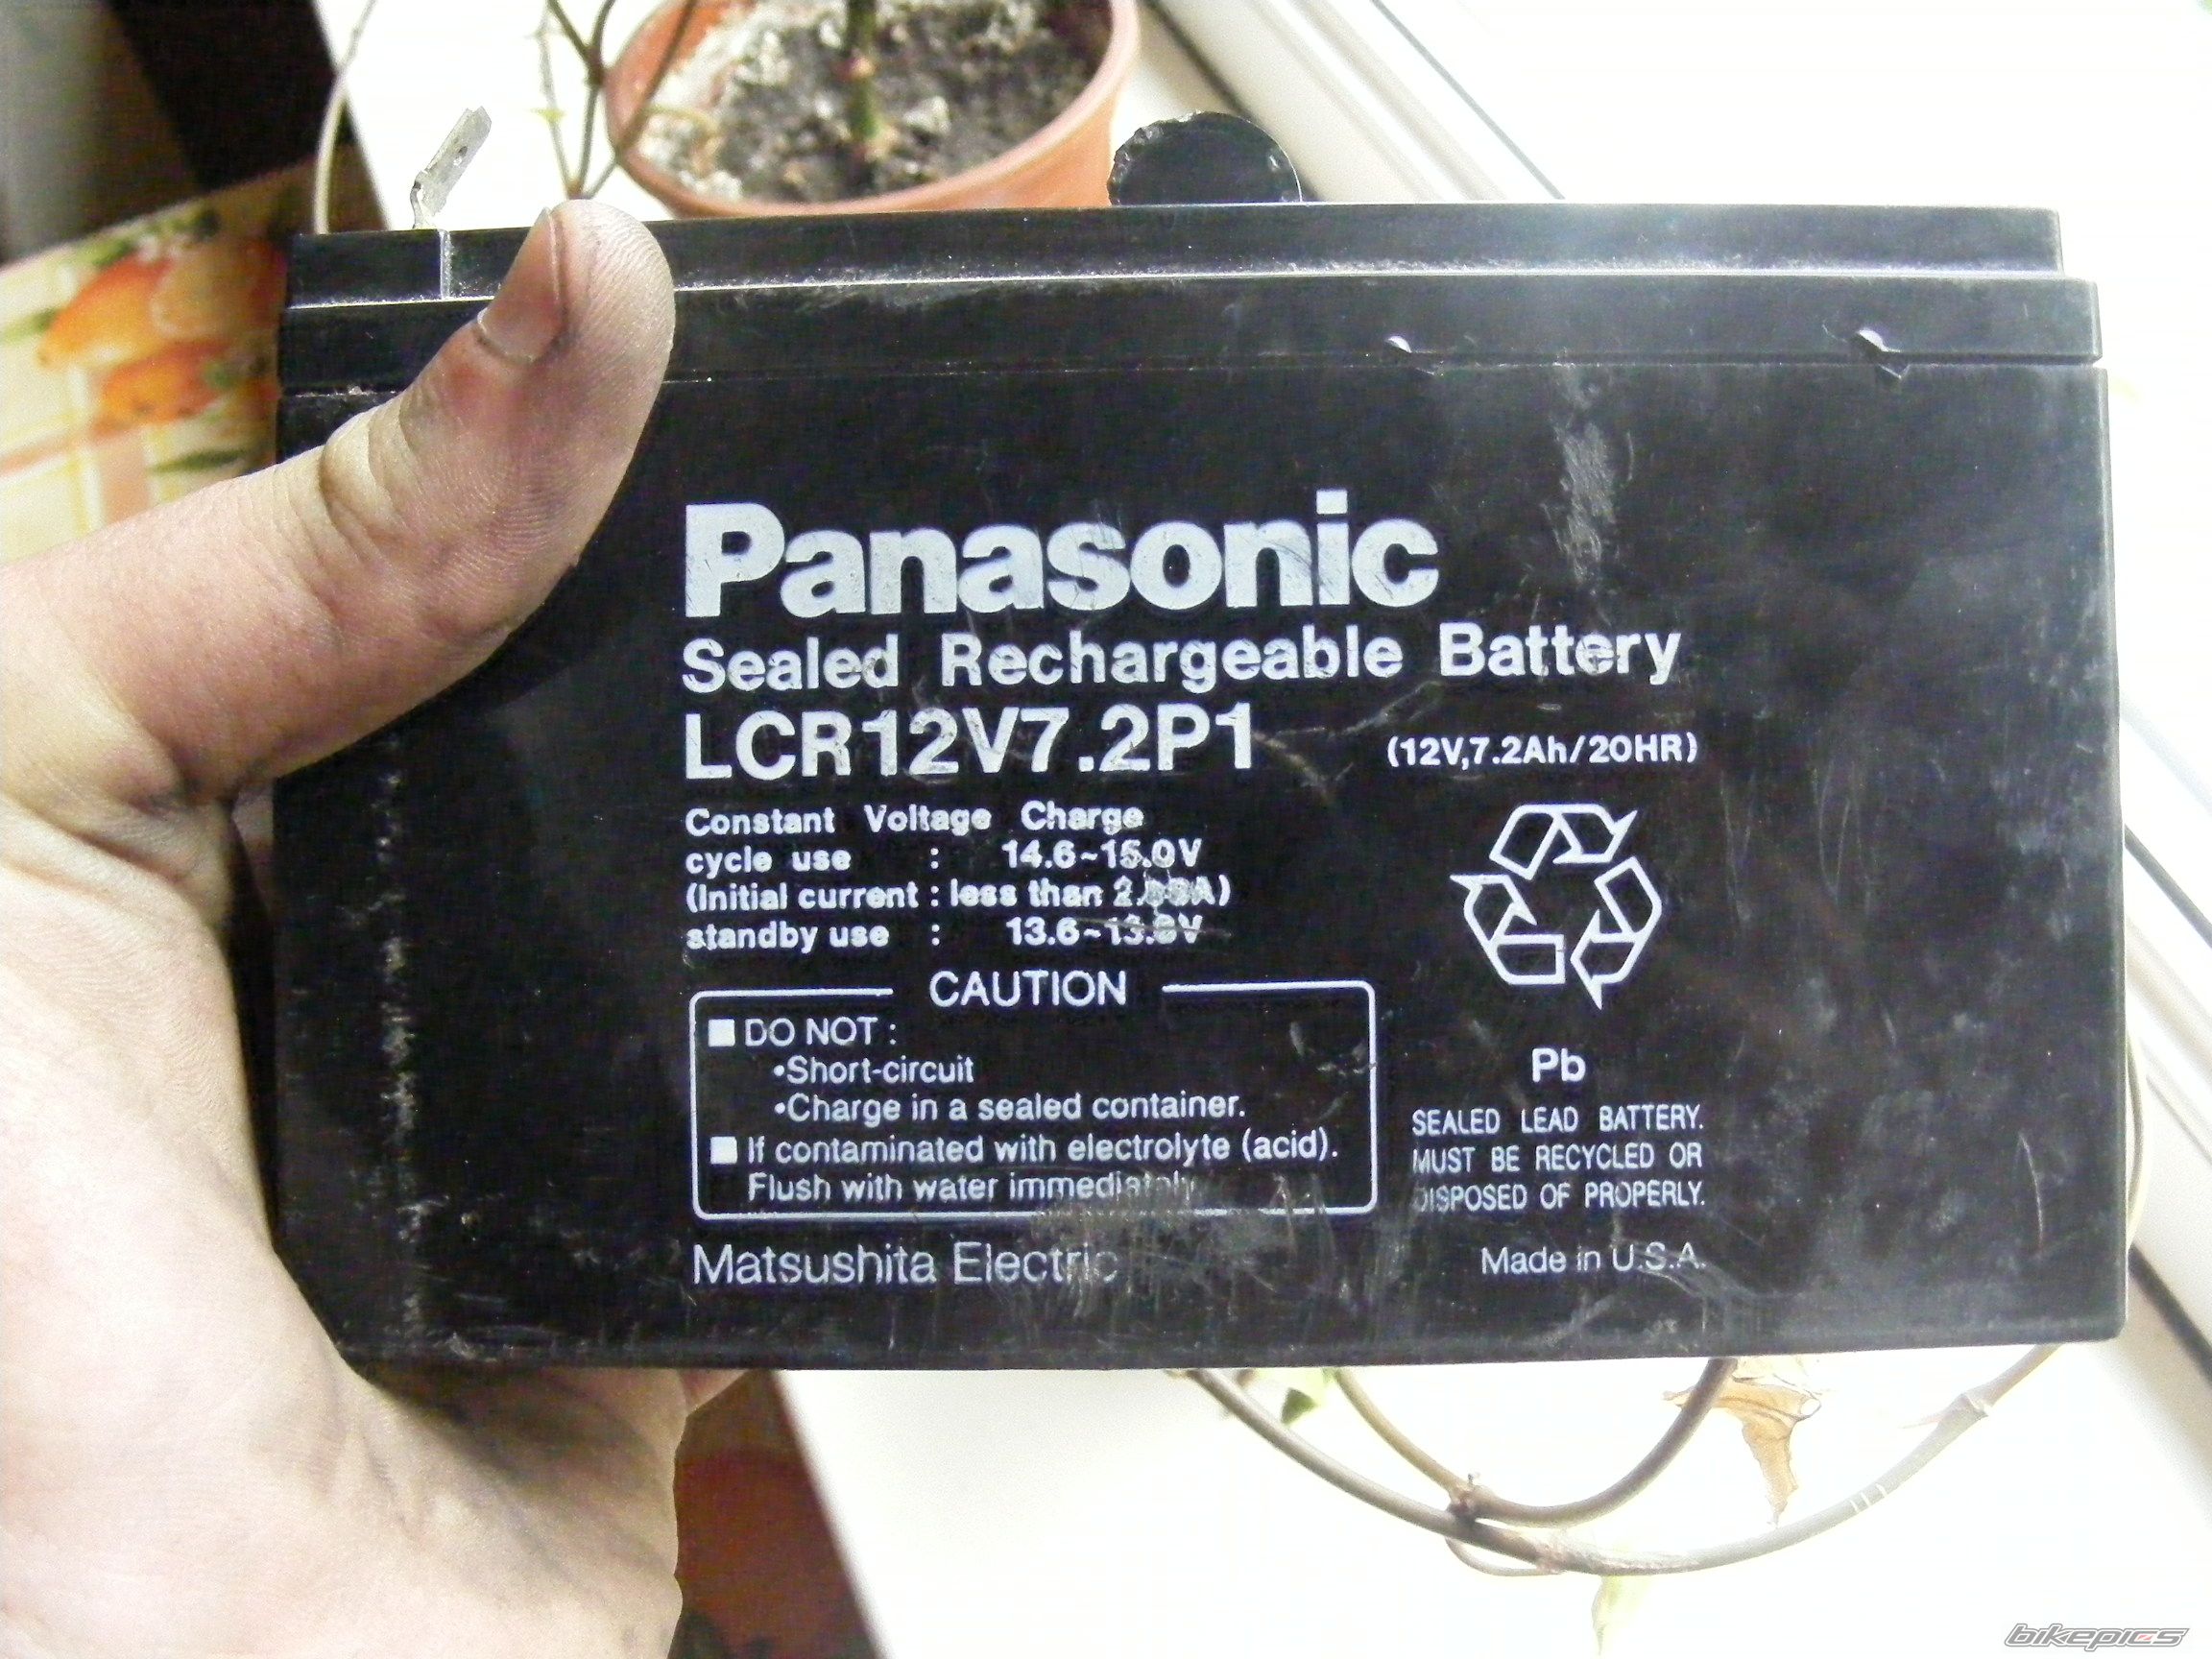 Panasonic
Sealed Rechargeable Battery
LCR12V7.2P1 (12V,7.2Ah/20HR)
Constant Voltage Charge
cycle use : 14.6~15.0V
(Initial current : less than
standby use : 13.6~13.8V
CAUTION
■ DO NOT :
•Short-circuit
•Charge in a sealed container.
■ If contaminated with electrolyte (acid).
Flush with water immediately
Pb
SEALED LEAD BATTERY.
MUST BE RECYCLED OR
DISPOSED OF PROPERLY.
Matsushita Electric
Made in U.S.A.
bikepics